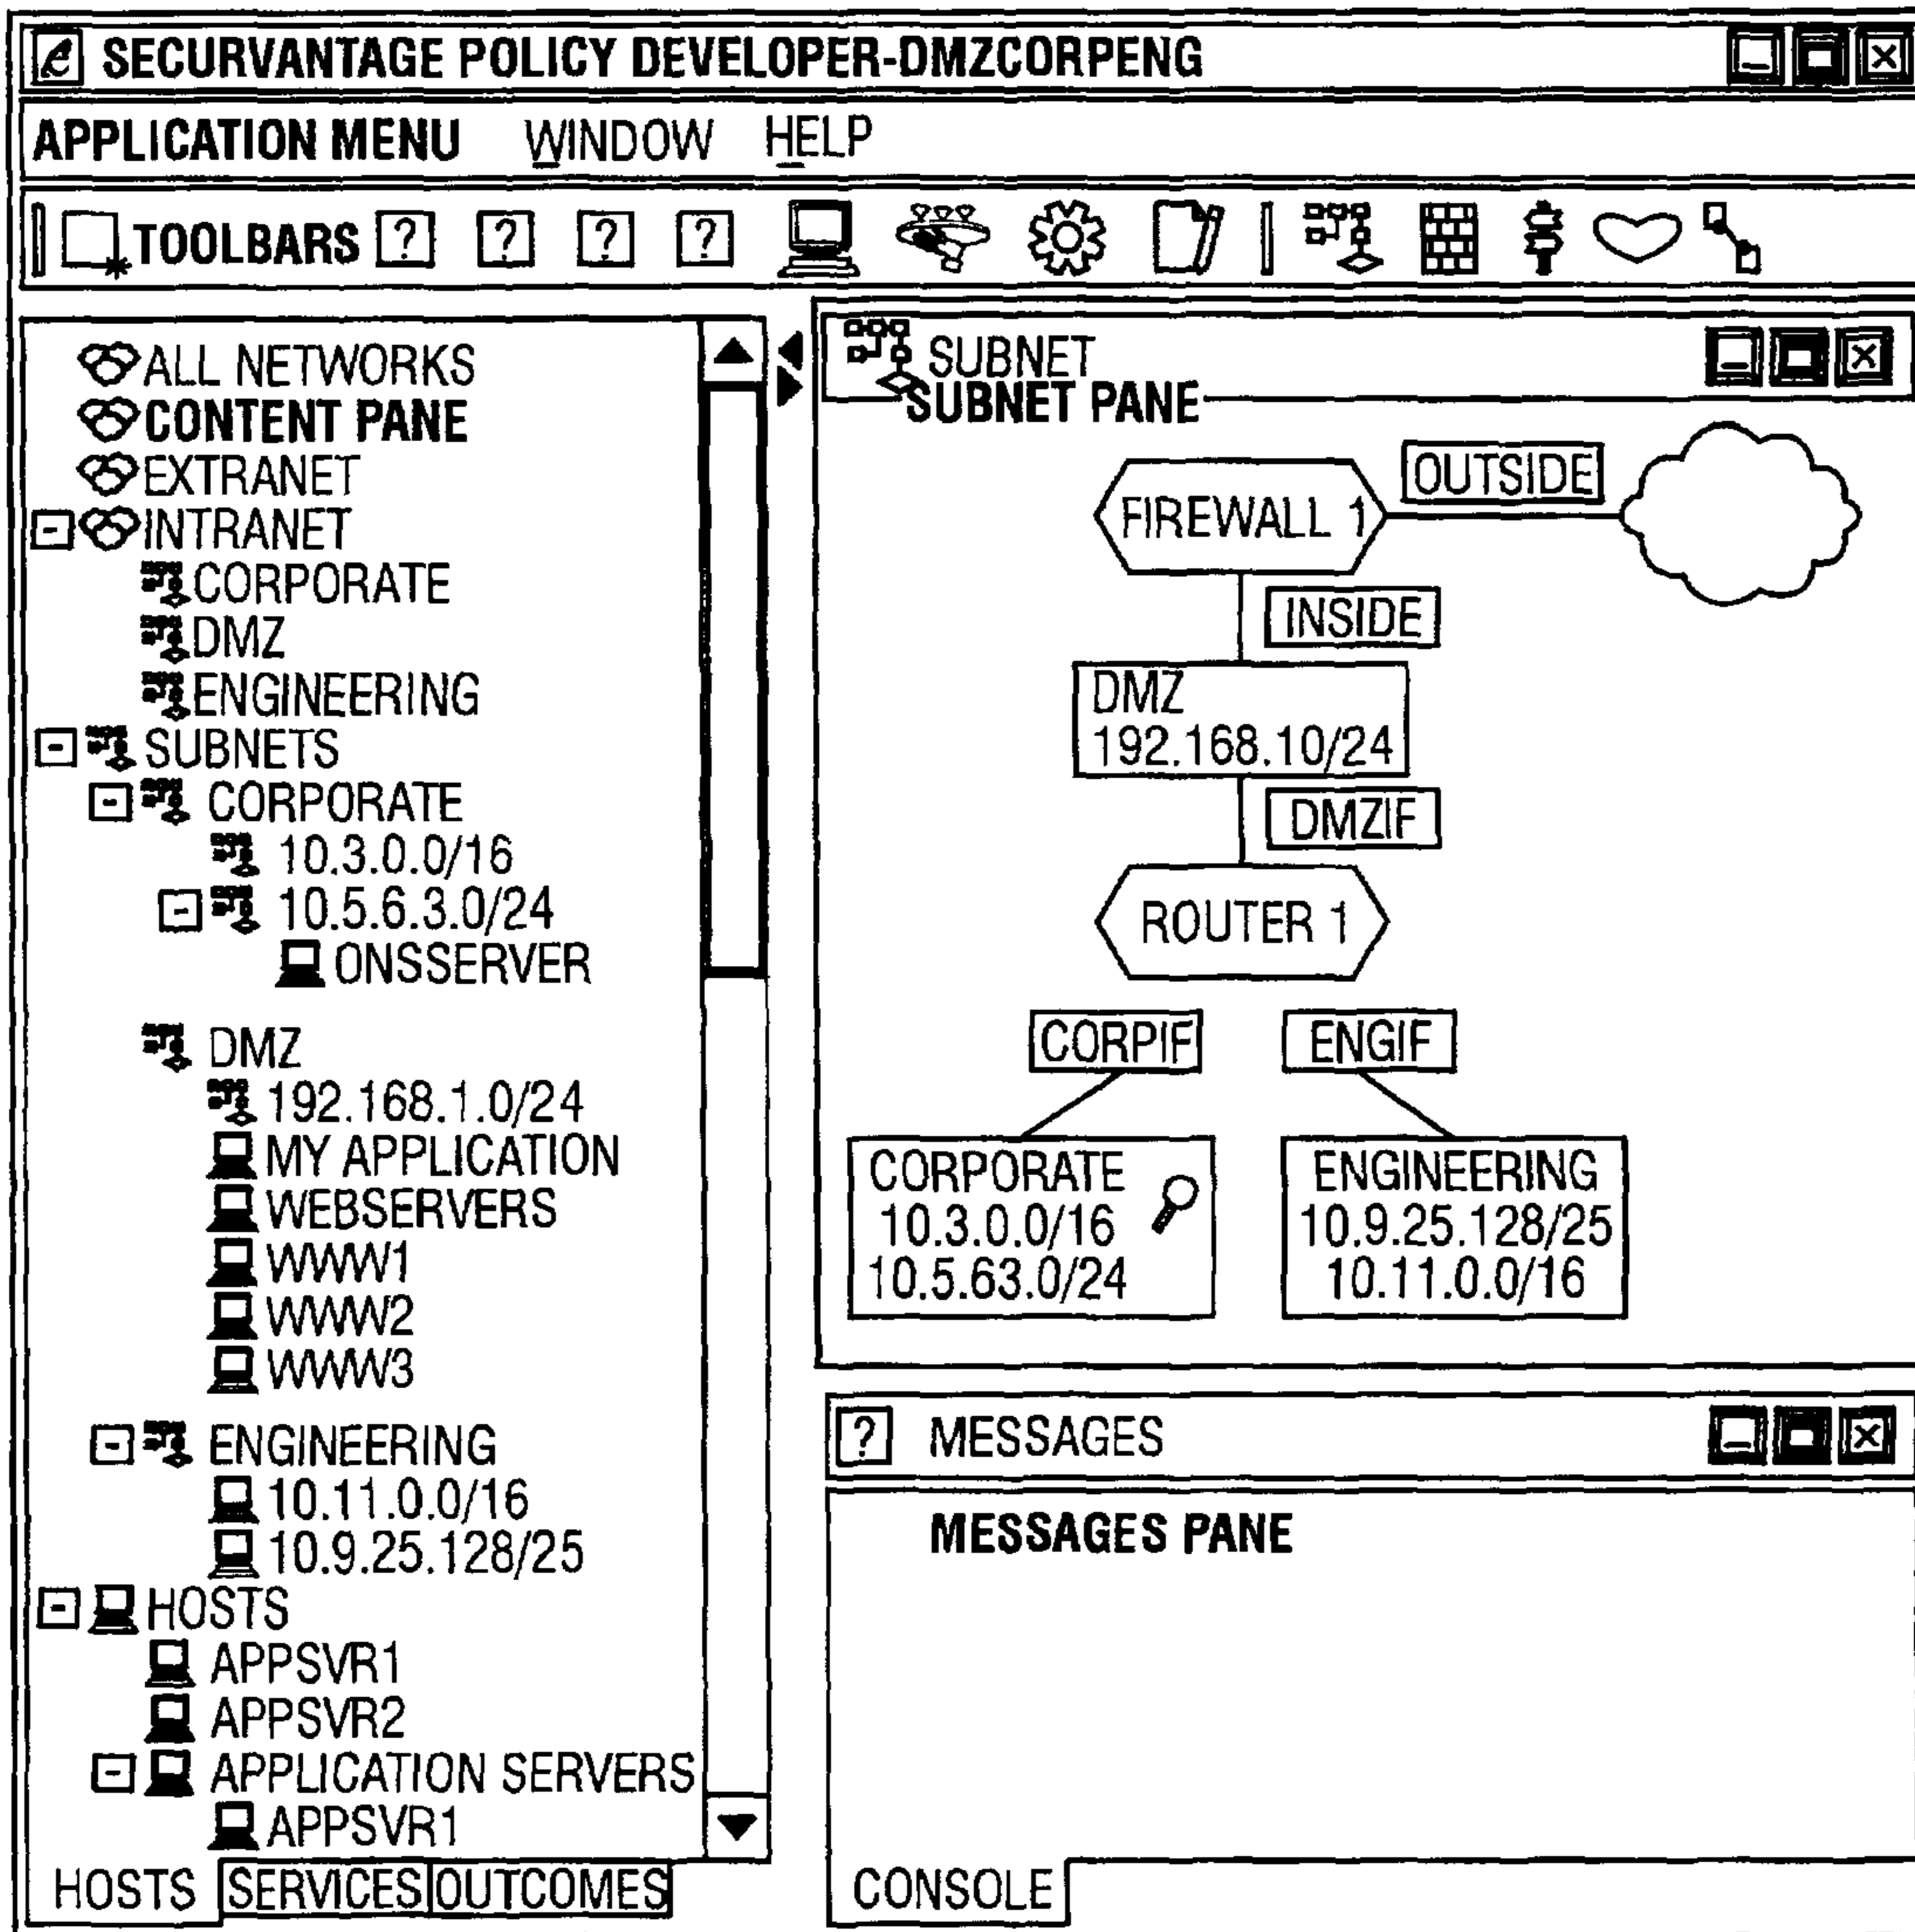 SECURVANTAGE POLICY DEVELOPER-DMZCORPENG
APPLICATION MENU WINDOW HELP
TOOLBARS ? ? ? ?
ALL NETWORKS
CONTENT PANE
EXTRANET
INTRANET
CORPORATE
DMZ
ENGINEERING
SUBNETS
CORPORATE
10.3.0.0/16
10.5.6.3.0/24
ONSSERVER
DMZ
192.168.1.0/24
MY APPLICATION
WEBSERVERS
WWW1
WWW2
WWW3
ENGINEERING
10.11.0.0/16
10.9.25.128/25
HOSTS
APPSVR1
APPSVR2
APPLICATION SERVERS
APPSVR1
HOSTS SERVICES OUTCOMES
SUBNET
SUBNET PANE
OUTSIDE
FIREWALL 1
INSIDE
DMZ
192.168.10/24
DMZIF
ROUTER 1
CORPIF ENGIF
CORPORATE
10.3.0.0/16
10.5.63.0/24
ENGINEERING
10.9.25.128/25
10.11.0.0/16
? MESSAGES
MESSAGES PANE
CONSOLE